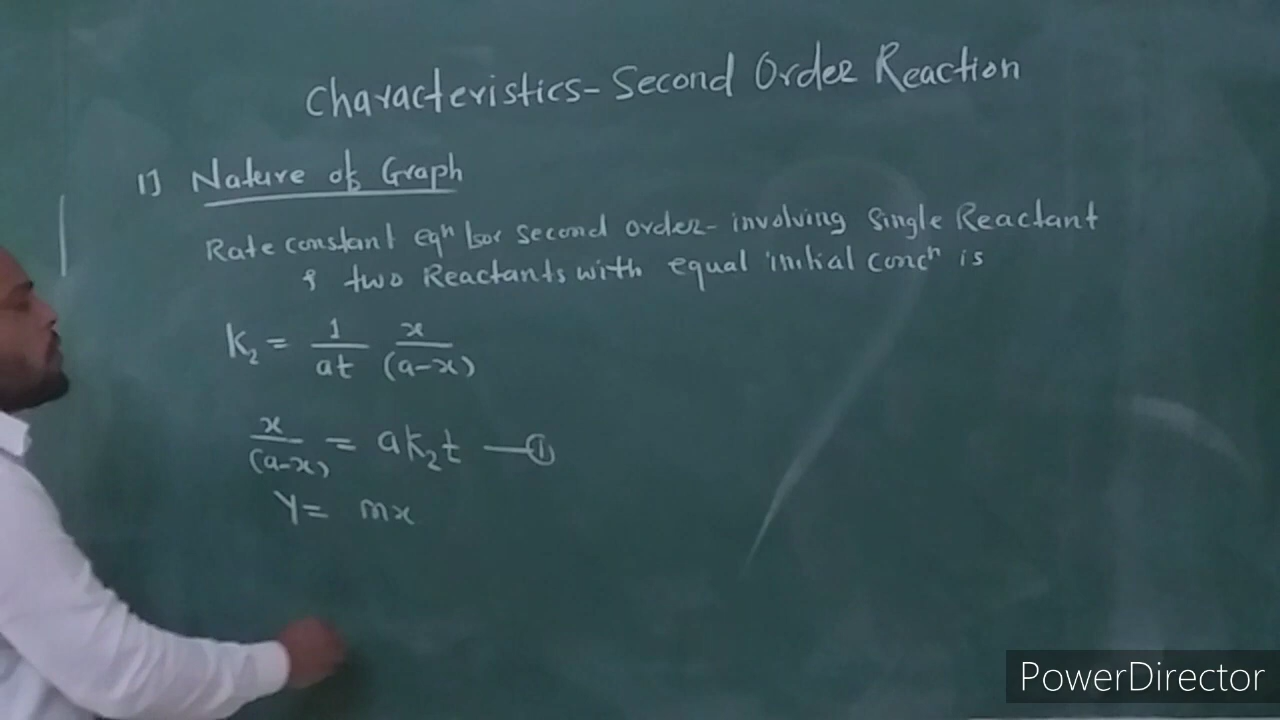 Characteristics - Second Order Reaction
1] Nature of Graph
Rate constant eqⁿ for second order - involving Single Reactant
& two Reactants with equal initial concⁿ is
K₂ = 1/at x/(a-x)
x/(a-x) = aK₂t —①
Y = mx
PowerDirector